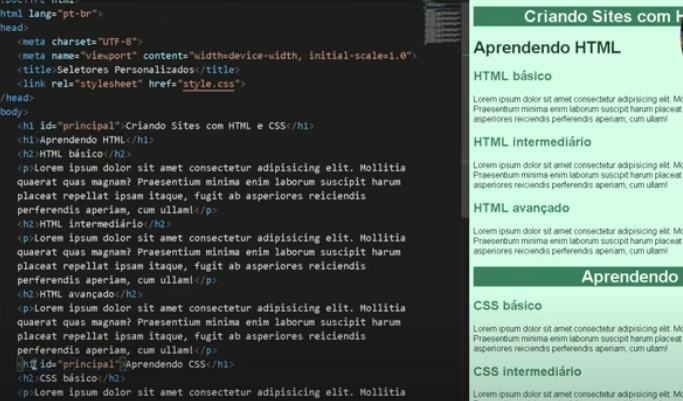 <!DOCTYPE html>
html lang="pt-br">
head>
<meta charset="UTF-8">
<meta name="viewport" content="width=device-width, initial-scale=1.0">
<title>Seletores Personalizados</title>
<link rel="stylesheet" href="style.css">
/head>
body>
<h1 id="principal">Criando Sites com HTML e CSS</h1>
<h1>Aprendendo HTML</h1>
<h2>HTML básico</h2>
<p>Lorem ipsum dolor sit amet consectetur adipisicing elit. Mollitia
quaerat quas magnam? Praesentium minima enim laborum suscipit harum
placeat repellat ipsam itaque, fugit ab asperiores reiciendis
perferendis aperiam, cum ullam!</p>
<h2>HTML intermediário</h2>
<p>Lorem ipsum dolor sit amet consectetur adipisicing elit. Mollitia
quaerat quas magnam? Praesentium minima enim laborum suscipit harum
placeat repellat ipsam itaque, fugit ab asperiores reiciendis
perferendis aperiam, cum ullam!</p>
<h2>HTML avançado</h2>
<p>Lorem ipsum dolor sit amet consectetur adipisicing elit. Mollitia
quaerat quas magnam? Praesentium minima enim laborum suscipit harum
placeat repellat ipsam itaque, fugit ab asperiores reiciendis
perferendis aperiam, cum ullam!</p>
<h1 id="principal">Aprendendo CSS</h1>
<h2>CSS básico</h2>
<p>Lorem ipsum dolor sit amet consectetur adipisicing elit. Mollitia
Criando Sites com H
Aprendendo HTML
HTML básico
Lorem ipsum dolor sit amet consectetur adipisicing elit. Mo
Praesentium minima enim laborum suscipit harum placeat
asperiores reiciendis perferendis aperiam, cum ullam!
HTML intermediário
Lorem ipsum dolor sit amet consectetur adipisicing elit. Mo
Praesentium minima enim laborum suscipit harum placeat
asperiores reiciendis perferendis aperiam, cum ullam!
HTML avançado
Lorem ipsum dolor sit amet consectetur adipisicing elit. Mo
Praesentium minima enim laborum suscipit harum placeat
asperiores reiciendis perferendis aperiam, cum ullam!
Aprendendo
CSS básico
Lorem ipsum dolor sit amet consectetur adipisicing elit. Mo
Praesentium minima enim laborum suscipit harum placeat
asperiores reiciendis perferendis aperiam, cum ullam!
CSS intermediário
Lorem ipsum dolor sit amet consectetur adipisicing elit. Mo